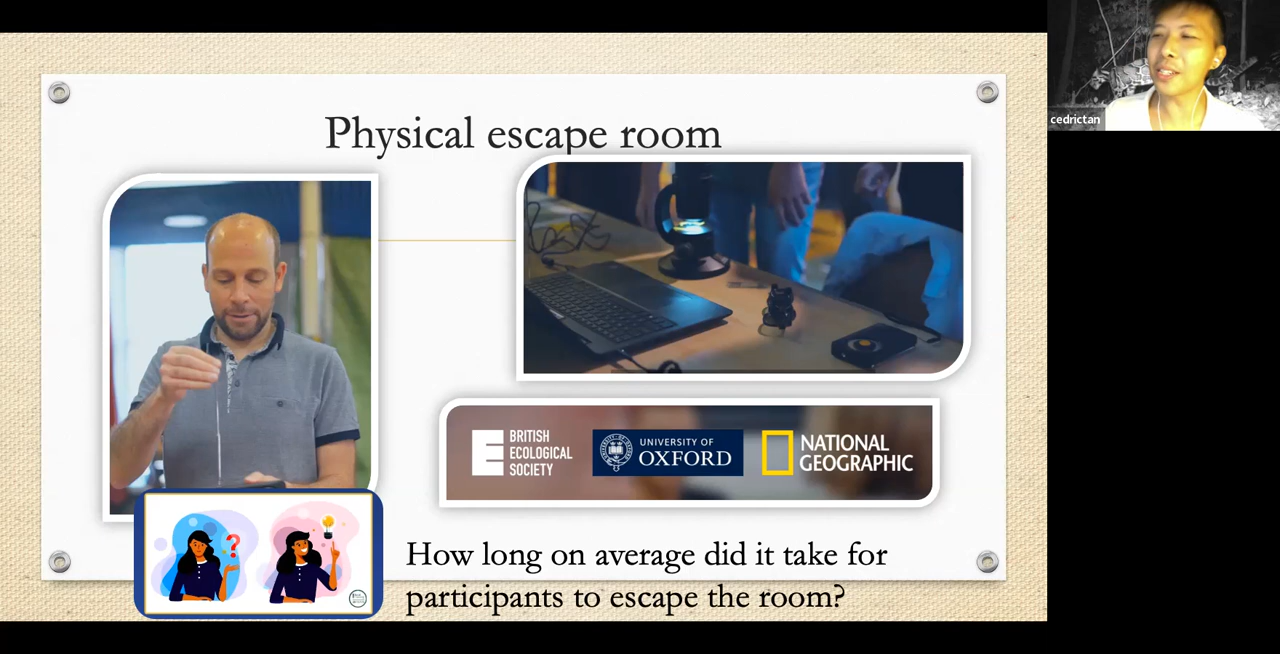 Physical escape room
cedrictan
BRITISH
ECOLOGICAL
SOCIETY
UNIVERSITY OF
OXFORD
NATIONAL
GEOGRAPHIC
?
How long on average did it take for
participants to escape the room?